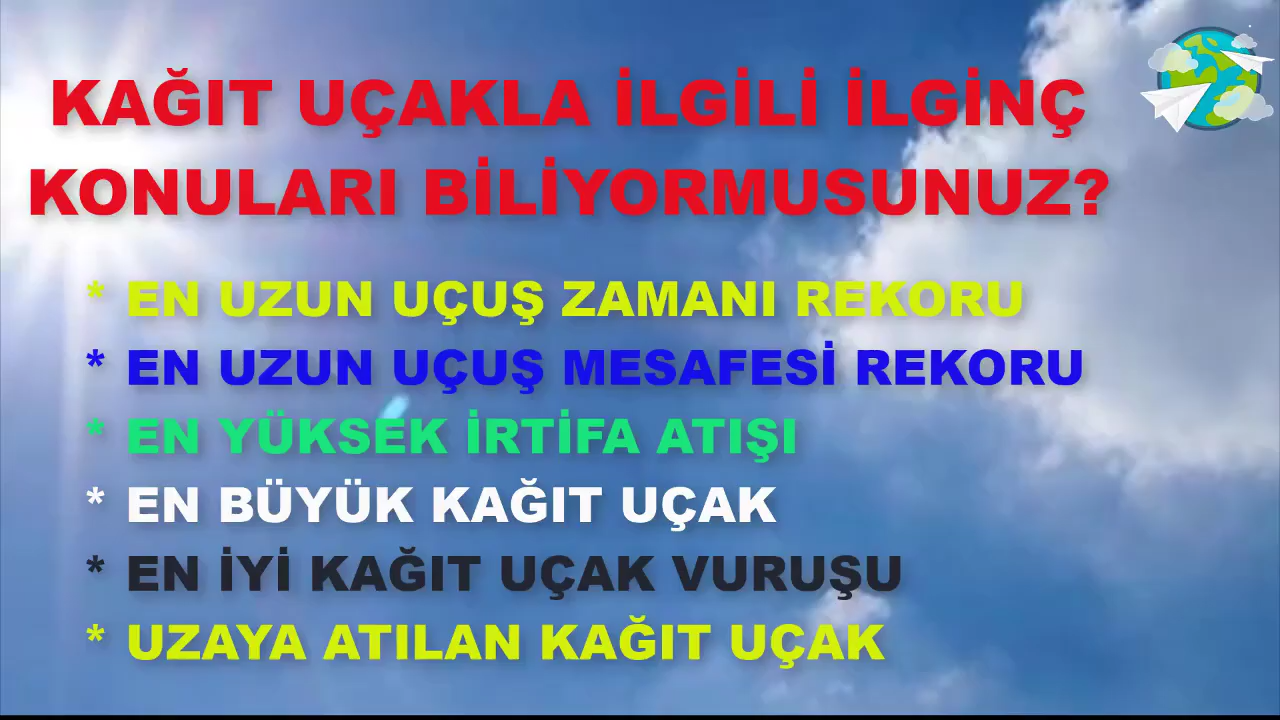 KAĞIT UÇAKLA İLGİLİ İLGİNÇ
KONULARI BİLİYORMUSUNUZ?
* EN UZUN UÇUŞ ZAMANI REKORU
* EN UZUN UÇUŞ MESAFESİ REKORU
* EN YÜKSEK İRTİFA ATIŞI
* EN BÜYÜK KAĞIT UÇAK
* EN İYİ KAĞIT UÇAK VURUŞU
* UZAYA ATILAN KAĞIT UÇAK